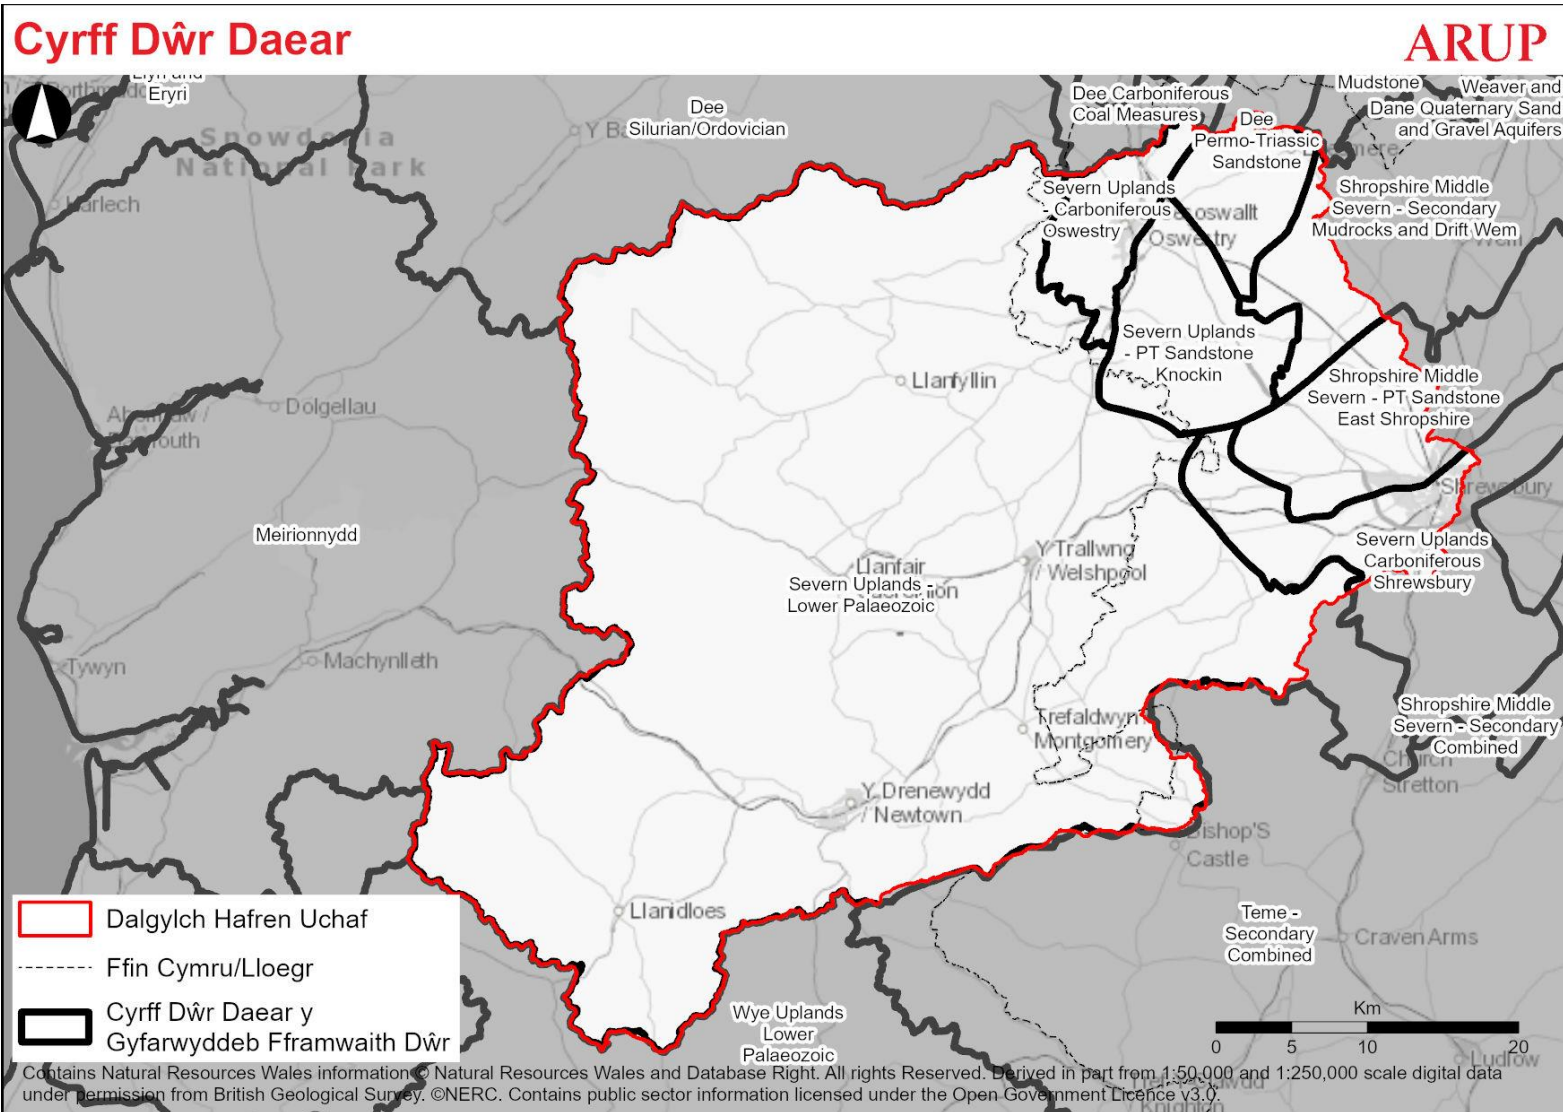 Cyrff Dŵr Daear
ARUP
Eryri
Dee
Silurian/Ordovician
Dee Carboniferous
Coal Measures
Dee
Permo-Triassic
Sandstone
Mudstone
Weaver and
Dane Quaternary Sand
and Gravel Aquifers
Snowdonia
National Park
Harlech
Severn Uplands
- Carboniferous
Oswestry
Oswestry
Shropshire Middle
Severn - Secondary
Mudrocks and Drift Wem
Wem
Severn Uplands
- PT Sandstone
Knockin
Llanfyllin
Shropshire Middle
Severn - PT Sandstone
East Shropshire
Dolgellau
Shrewsbury
Meirionnydd
Severn Uplands
Carboniferous
Shrewsbury
Y Trallwng
/ Welshpool
Llanfair
Severn Uplands -
Lower Palaeozoic
Tywyn
Machynlleth
Trefaldwyn
Montgomery
Shropshire Middle
Severn - Secondary
Combined
Church
Stretton
Y Drenewydd
/ Newtown
Bishop'S
Castle
Llanidloes
Teme -
Secondary
Combined
Craven Arms
Wye Uplands
Lower
Palaeozoic
Ludlow
Knighton
Dalgylch Hafren Uchaf
Ffin Cymru/Lloegr
Cyrff Dŵr Daear y
Gyfarwyddeb Fframwaith Dŵr
Km
0 5 10 20
Contains Natural Resources Wales information © Natural Resources Wales and Database Right. All rights Reserved. Derived in part from 1:50,000 and 1:250,000 scale digital data
under permission from British Geological Survey. ©NERC. Contains public sector information licensed under the Open Government Licence v3.0.